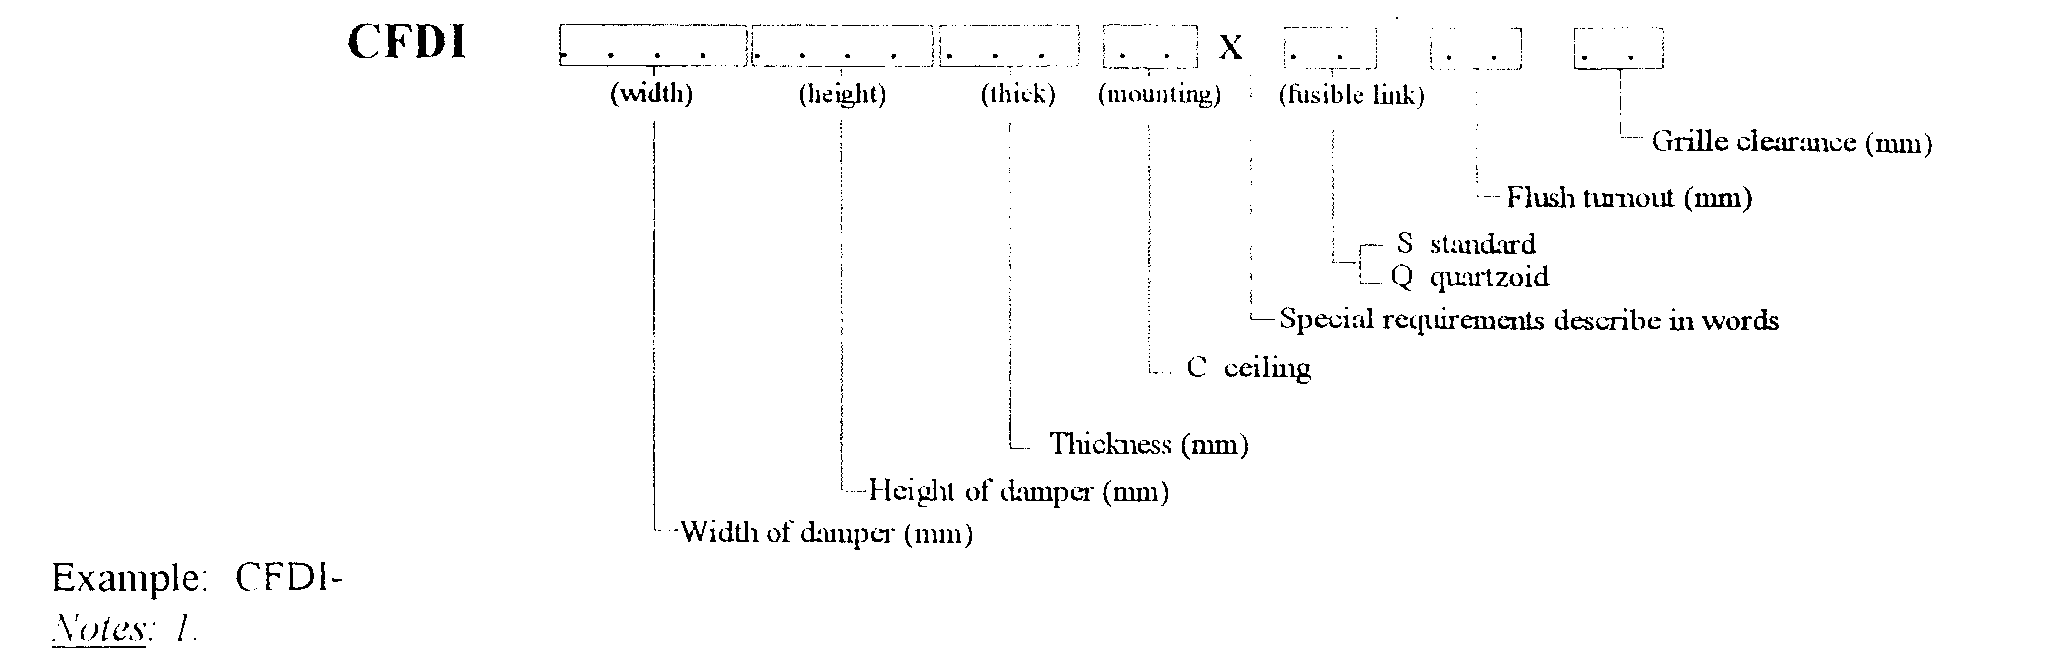 CFDI X
(width) (height) (thick) (mounting) (fusible link)
Grille clearance (mm)
Flush turnout (mm)
S standard
Q quartzoid
Special requirements describe in words
C ceiling
Thickness (mm)
Height of damper (mm)
Width of damper (mm)
Example: CFDI-
Notes: 1.